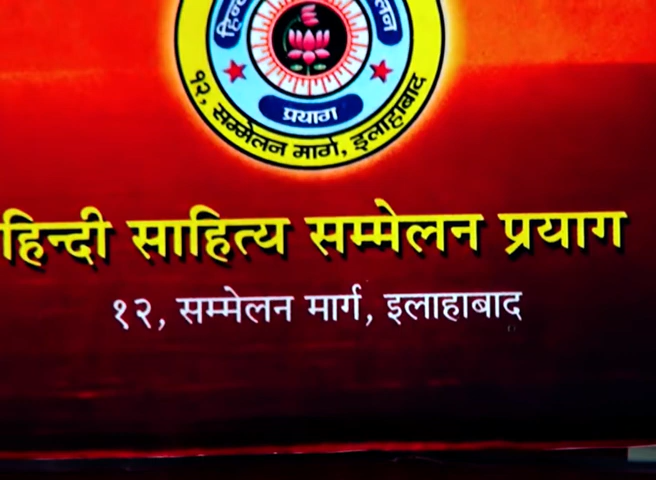 प्रयाग
१२, सम्मेलन मार्ग, इलाहाबाद
हिन्दी साहित्य सम्मेलन प्रयाग
१२, सम्मेलन मार्ग, इलाहाबाद